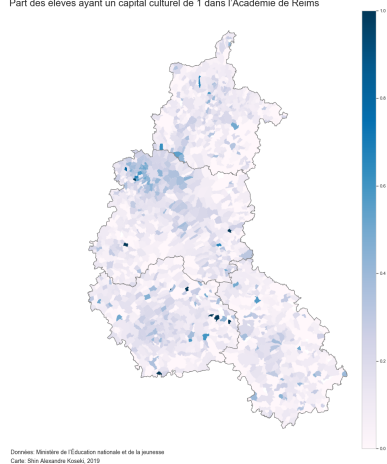 Part des élèves ayant un capital culturel de 1 dans l'Académie de Reims
1.0
0.8
0.6
0.4
0.2
0.0
Données: Ministère de l'Éducation nationale et de la jeunesse
Carte: Shin Alexandre Koseki, 2019